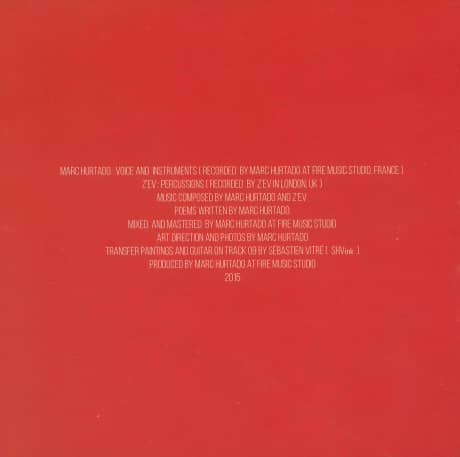 MARC HURTADO : VOICE AND INSTRUMENTS ( RECORDED BY MARC HURTADO AT FIRE MUSIC STUDIO, FRANCE )
Z'EV : PERCUSSIONS ( RECORDED BY Z'EV IN LONDON, UK )
MUSIC COMPOSED BY MARC HURTADO AND Z'EV
POEMS WRITTEN BY MARC HURTADO
MIXED AND MASTERED BY MARC HURTADO AT FIRE MUSIC STUDIO
ART DIRECTION AND PHOTOS BY MARC HURTADO
TRANSFER PAINTINGS AND GUITAR ON TRACK 09 BY SÉBASTIEN VITRÉ ( SHVink )
PRODUCED BY MARC HURTADO AT FIRE MUSIC STUDIO
2015